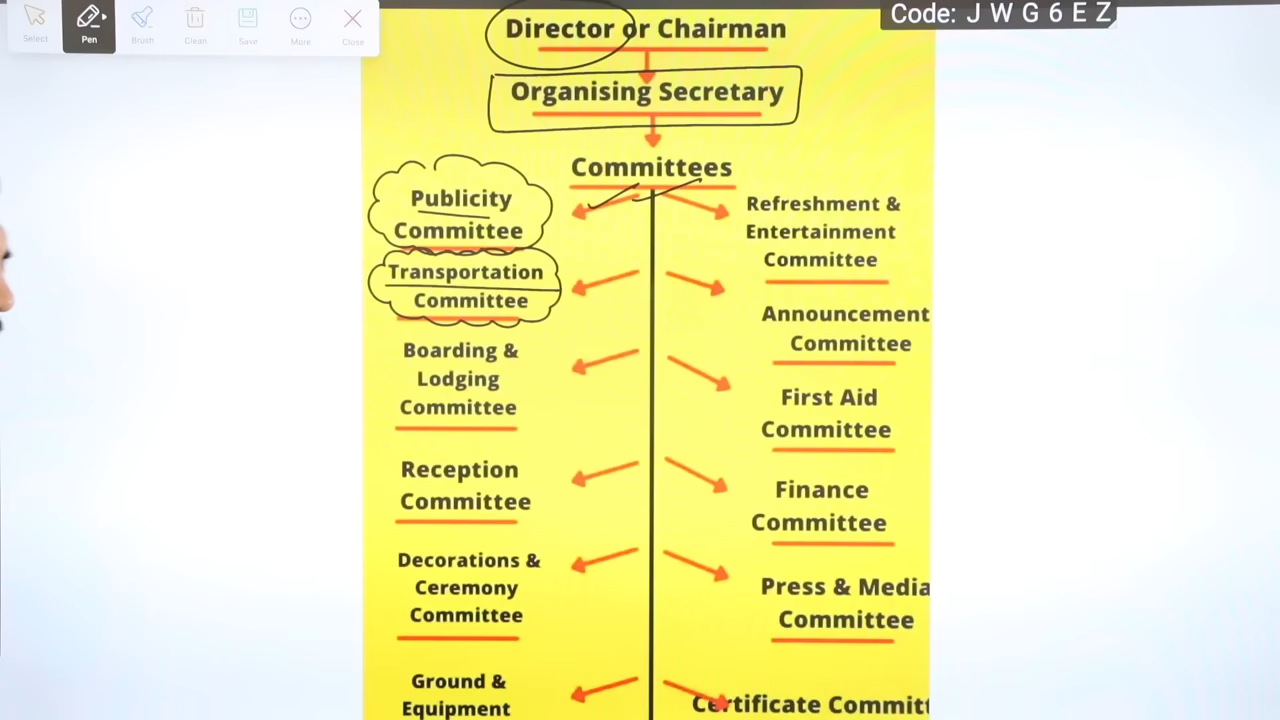 Select
Pen
Brush
Clean
Save
More
Close
Code: J W G 6 E Z
Director or Chairman
Organising Secretary
Committees
Publicity
Committee
Transportation
Committee
Boarding &
Lodging
Committee
Reception
Committee
Decorations &
Ceremony
Committee
Ground &
Equipment
Refreshment &
Entertainment
Committee
Announcement
Committee
First Aid
Committee
Finance
Committee
Press & Media
Committee
Certificate Committ